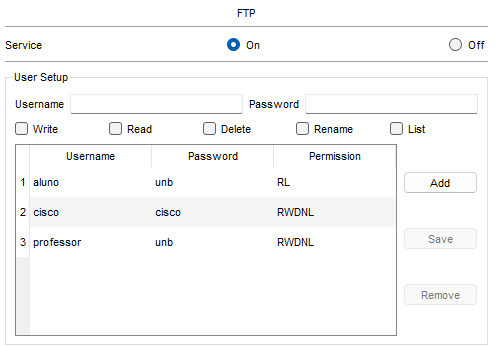 FTP
Service On Off
User Setup
Username Password
Write Read Delete Rename List
Username Password Permission
1 aluno unb RL
Add
2 cisco cisco RWDNL
Save
3 professor unb RWDNL
Remove